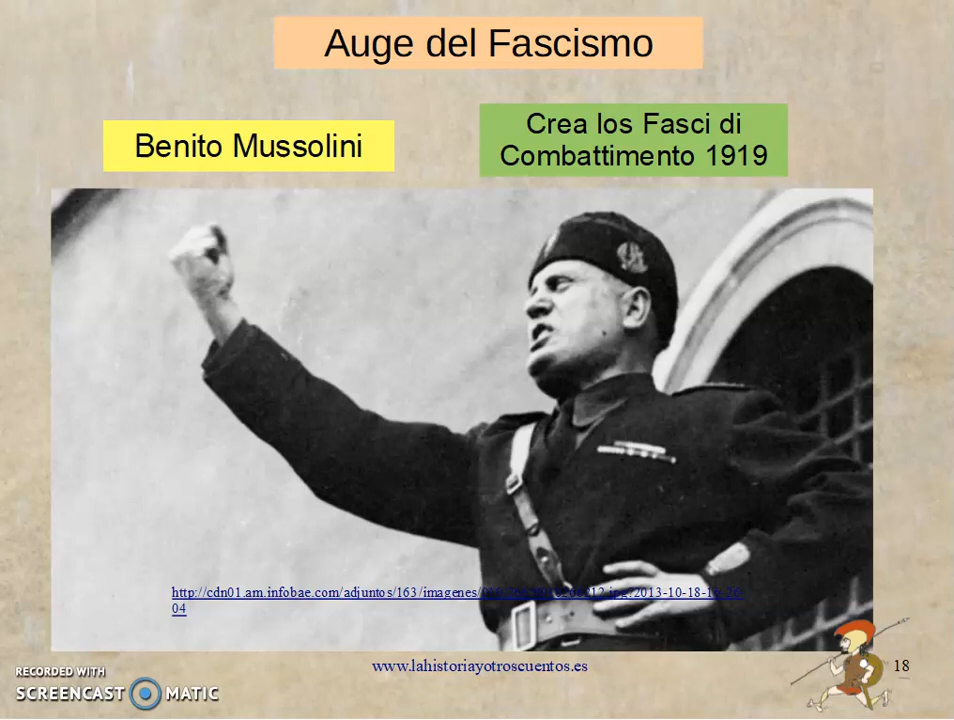 Auge del Fascismo
Benito Mussolini
Crea los Fasci di
Combattimento 1919
http://cdn01.am.infobae.com/adjuntos/163/imagenes/
04
www.lahistoriayotroscuentos.es
18
RECORDED WITH
SCREENCAST MATIC